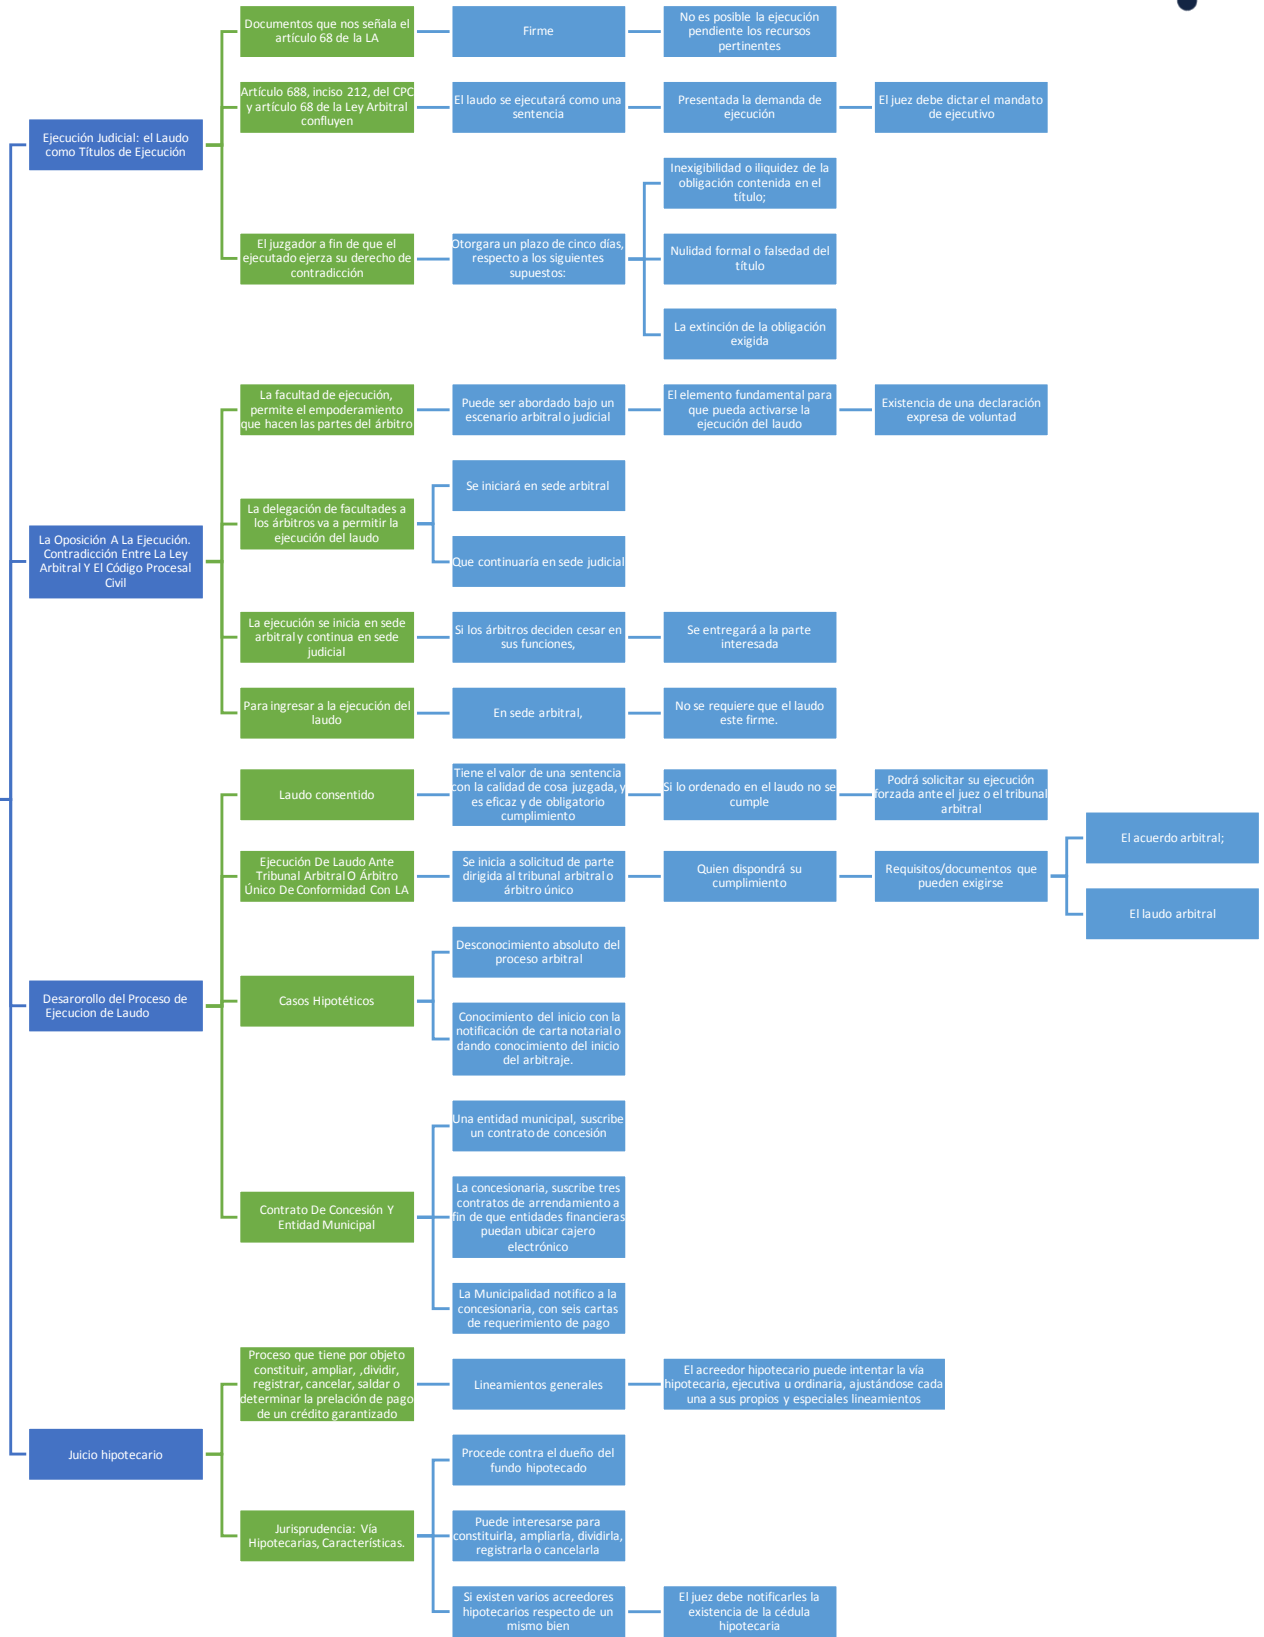 Documentos que nos señala el
artículo 68 de la LA
Firme
No es posible la ejecución
pendiente los recursos
pertinentes
Artículo 688, inciso 212, del CPC
y artículo 68 de la Ley Arbitral
confluyen
El laudo se ejecutará como una
sentencia
Presentada la demanda de
ejecución
El juez debe dictar el mandato
de ejecutivo
Ejecución Judicial: el Laudo
como Títulos de Ejecución
Inexigibilidad o iliquidez de la
obligación contenida en el
título;
El juzgador a fin de que el
ejecutado ejerza su derecho de
contradicción
Otorgara un plazo de cinco días,
respecto a los siguientes
supuestos:
Nulidad formal o falsedad del
título
La extinción de la obligación
exigida
La facultad de ejecución,
permite el empoderamiento
que hacen las partes del árbitro
Puede ser abordado bajo un
escenario arbitral o judicial
El elemento fundamental para
que pueda activarse la
ejecución del laudo
Existencia de una declaración
expresa de voluntad
Se iniciará en sede arbitral
La delegación de facultades a
los árbitros va a permitir la
ejecución del laudo
Que continuaría en sede judicial
La Oposición A La Ejecución.
Contradicción Entre La Ley
Arbitral Y El Código Procesal
Civil
La ejecución se inicia en sede
arbitral y continua en sede
judicial
Si los árbitros deciden cesar en
sus funciones,
Se entregará a la parte
interesada
Para ingresar a la ejecución del
laudo
En sede arbitral,
No se requiere que el laudo
este firme.
Laudo consentido
Tiene el valor de una sentencia
con la calidad de cosa juzgada, y
es eficaz y de obligatorio
cumplimiento
Si lo ordenado en el laudo no se
cumple
Podrá solicitar su ejecución
forzada ante el juez o el tribunal
arbitral
El acuerdo arbitral;
Ejecución De Laudo Ante
Tribunal Arbitral O Árbitro
Único De Conformidad Con LA
Se inicia a solicitud de parte
dirigida al tribunal arbitral o
árbitro único
Quien dispondrá su
cumplimiento
Requisitos/documentos que
pueden exigirse
El laudo arbitral
Desconocimiento absoluto del
proceso arbitral
Desarorollo del Proceso de
Ejecucion de Laudo
Casos Hipotéticos
Conocimiento del inicio con la
notificación de carta notarial o
dando conocimiento del inicio
del arbitraje.
Una entidad municipal, suscribe
un contrato de concesión
Contrato De Concesión Y
Entidad Municipal
La concesionaria, suscribe tres
contratos de arrendamiento a
fin de que entidades financieras
puedan ubicar cajero
electrónico
La Municipalidad notifico a la
concesionaria, con seis cartas
de requerimiento de pago
Proceso que tiene por objeto
constituir, ampliar, ,dividir,
registrar, cancelar, saldar o
determinar la prelación de pago
de un crédito garantizado
Lineamientos generales
El acreedor hipotecario puede intentar la vía
hipotecaria, ejecutiva u ordinaria, ajustándose cada
una a sus propios y especiales lineamientos
Juicio hipotecario
Procede contra el dueño del
fundo hipotecado
Jurisprudencia: Vía
Hipotecarias, Características.
Puede interesarse para
constituirla, ampliarla, dividirla,
registrarla o cancelarla
Si existen varios acreedores
hipotecarios respecto de un
mismo bien
El juez debe notificarles la
existencia de la cédula
hipotecaria